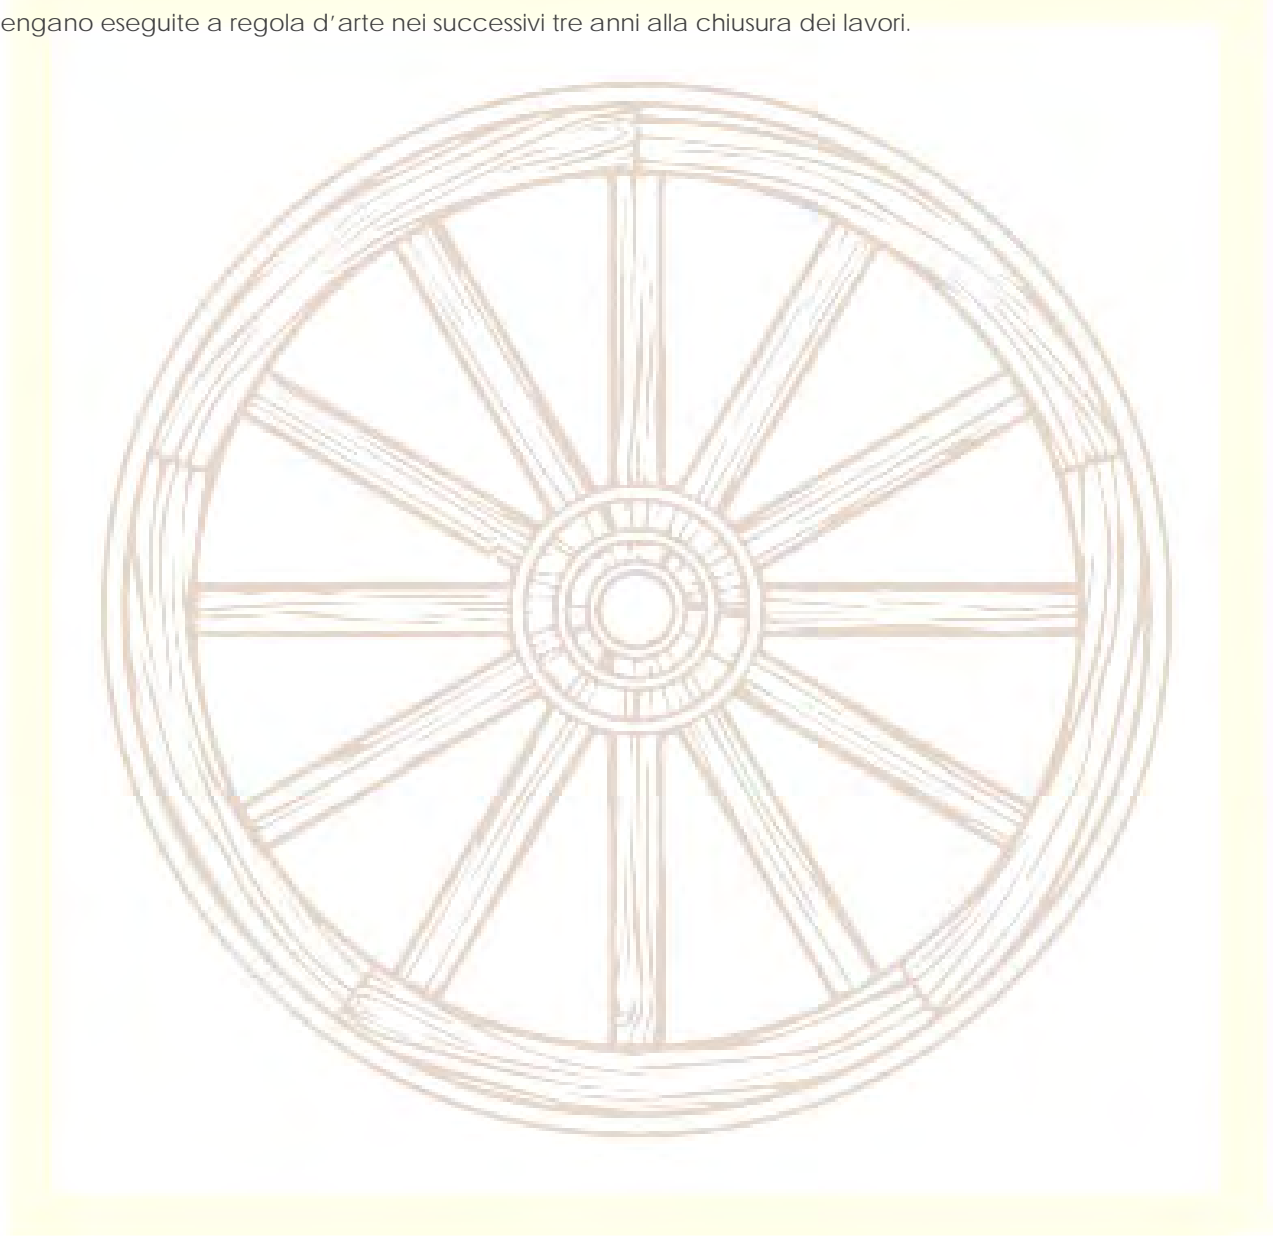 engano eseguite a regola d’arte nei successivi tre anni alla chiusura dei lavori.